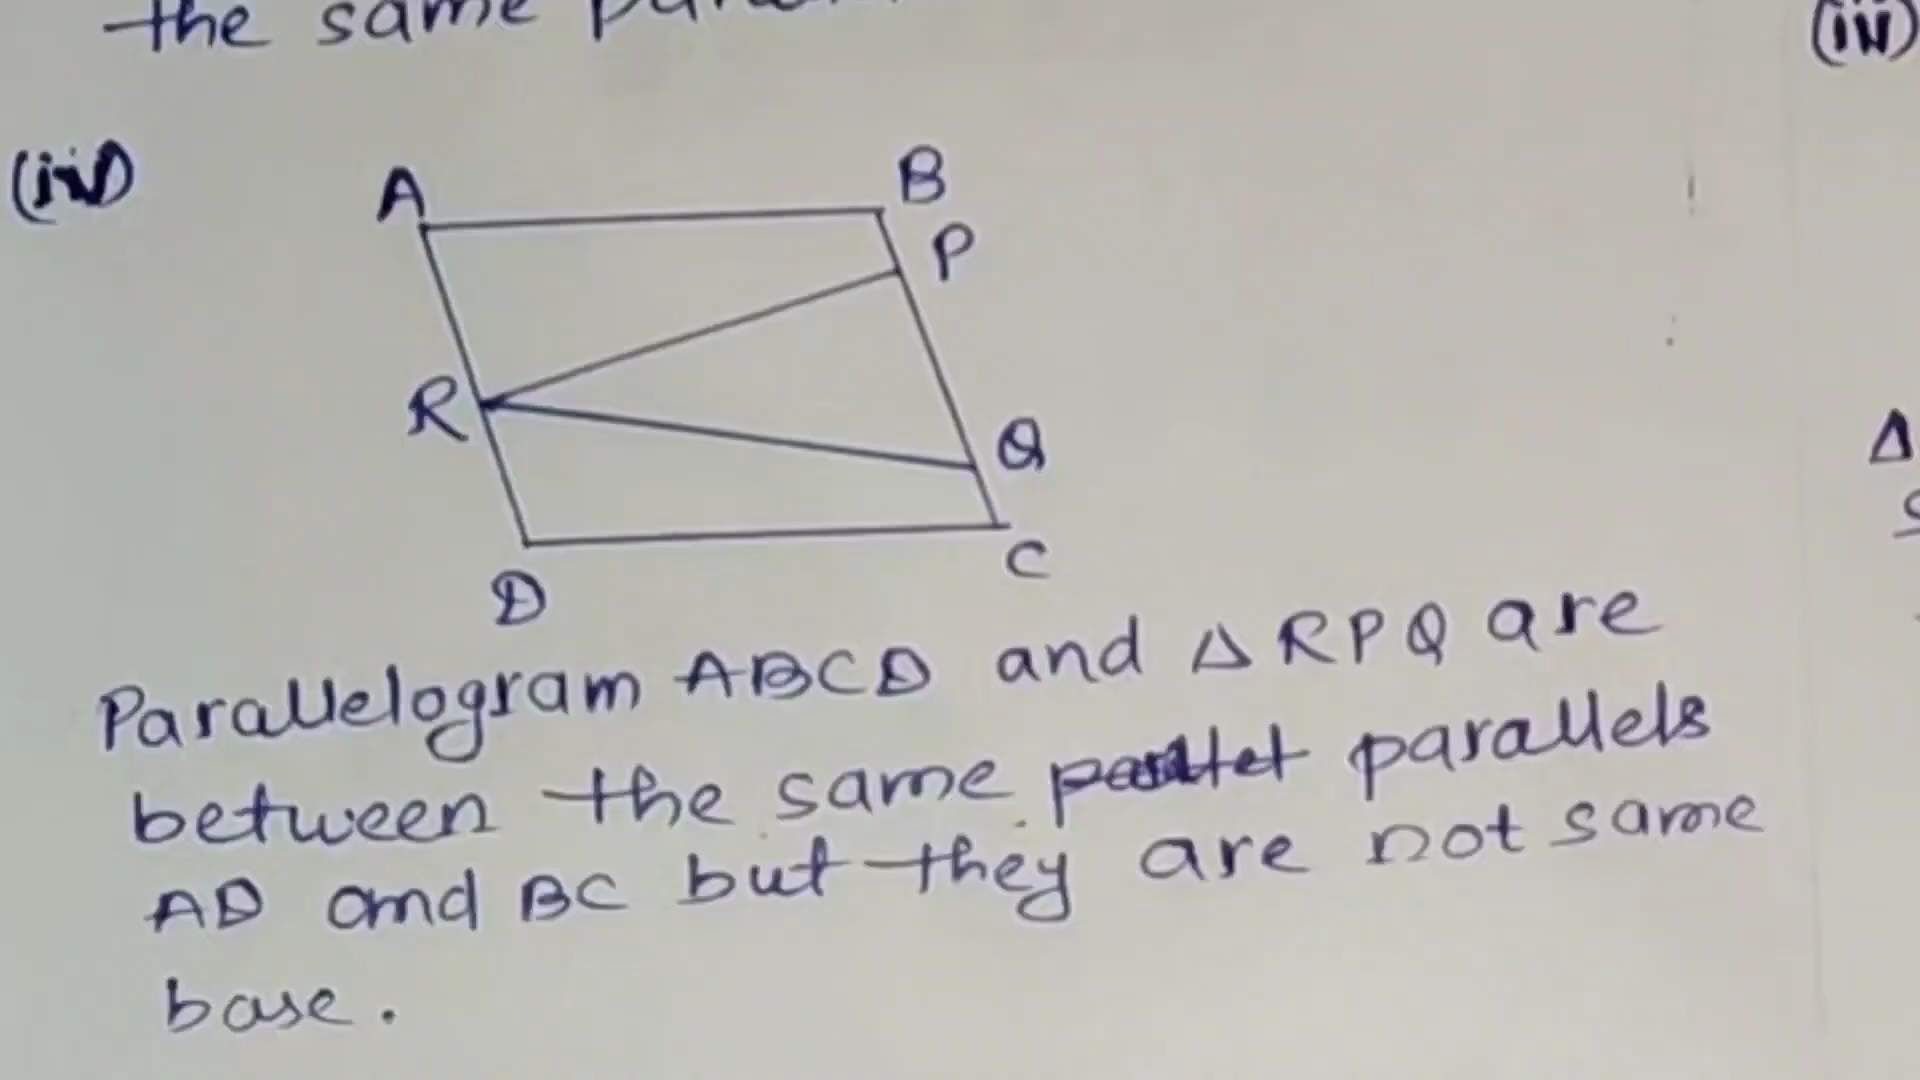 the same
(iii)
(iv)
A
B
P
R
Q
Δ
C
D
Parallelogram ABCD and Δ RPQ are
between the same parallels
AD and BC but they are not same
base.